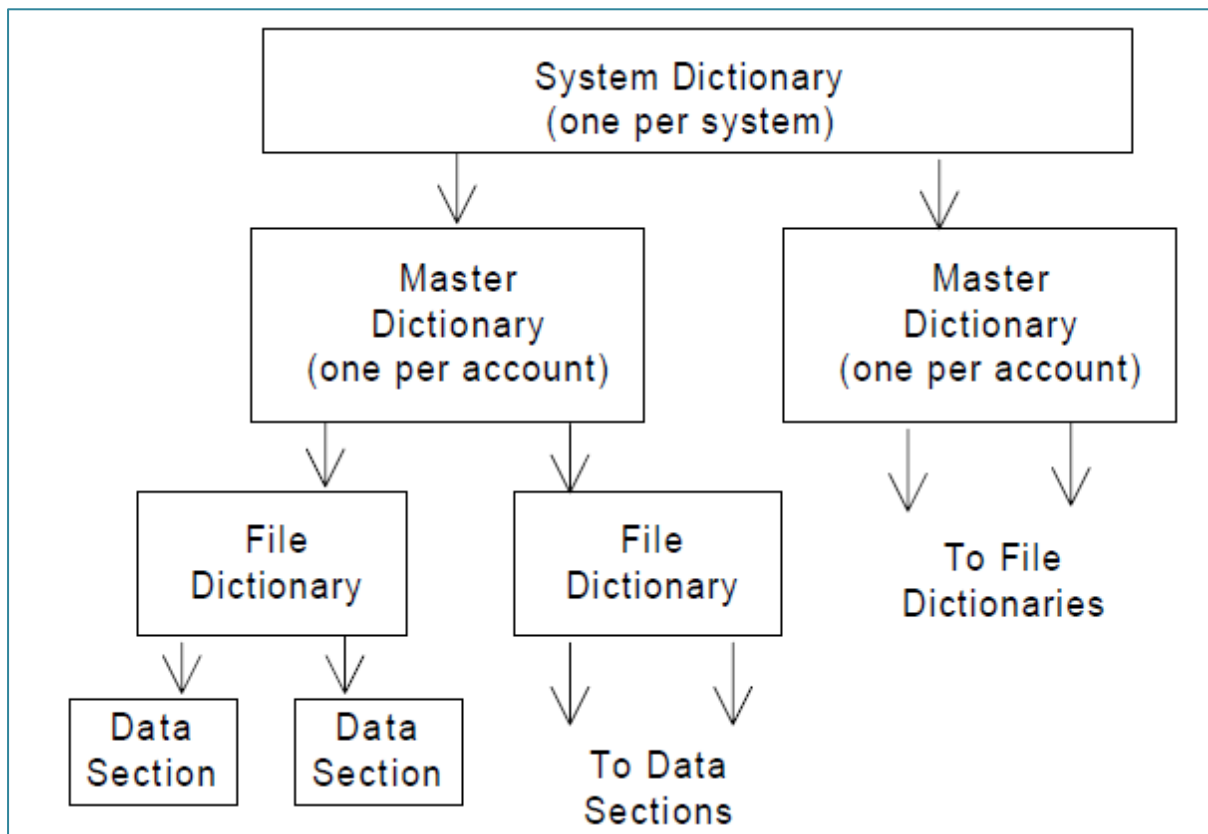 System Dictionary
(one per system)
Master
Dictionary
(one per account)
Master
Dictionary
(one per account)
File
Dictionary
File
Dictionary
To File
Dictionaries
Data
Section
Data
Section
To Data
Sections